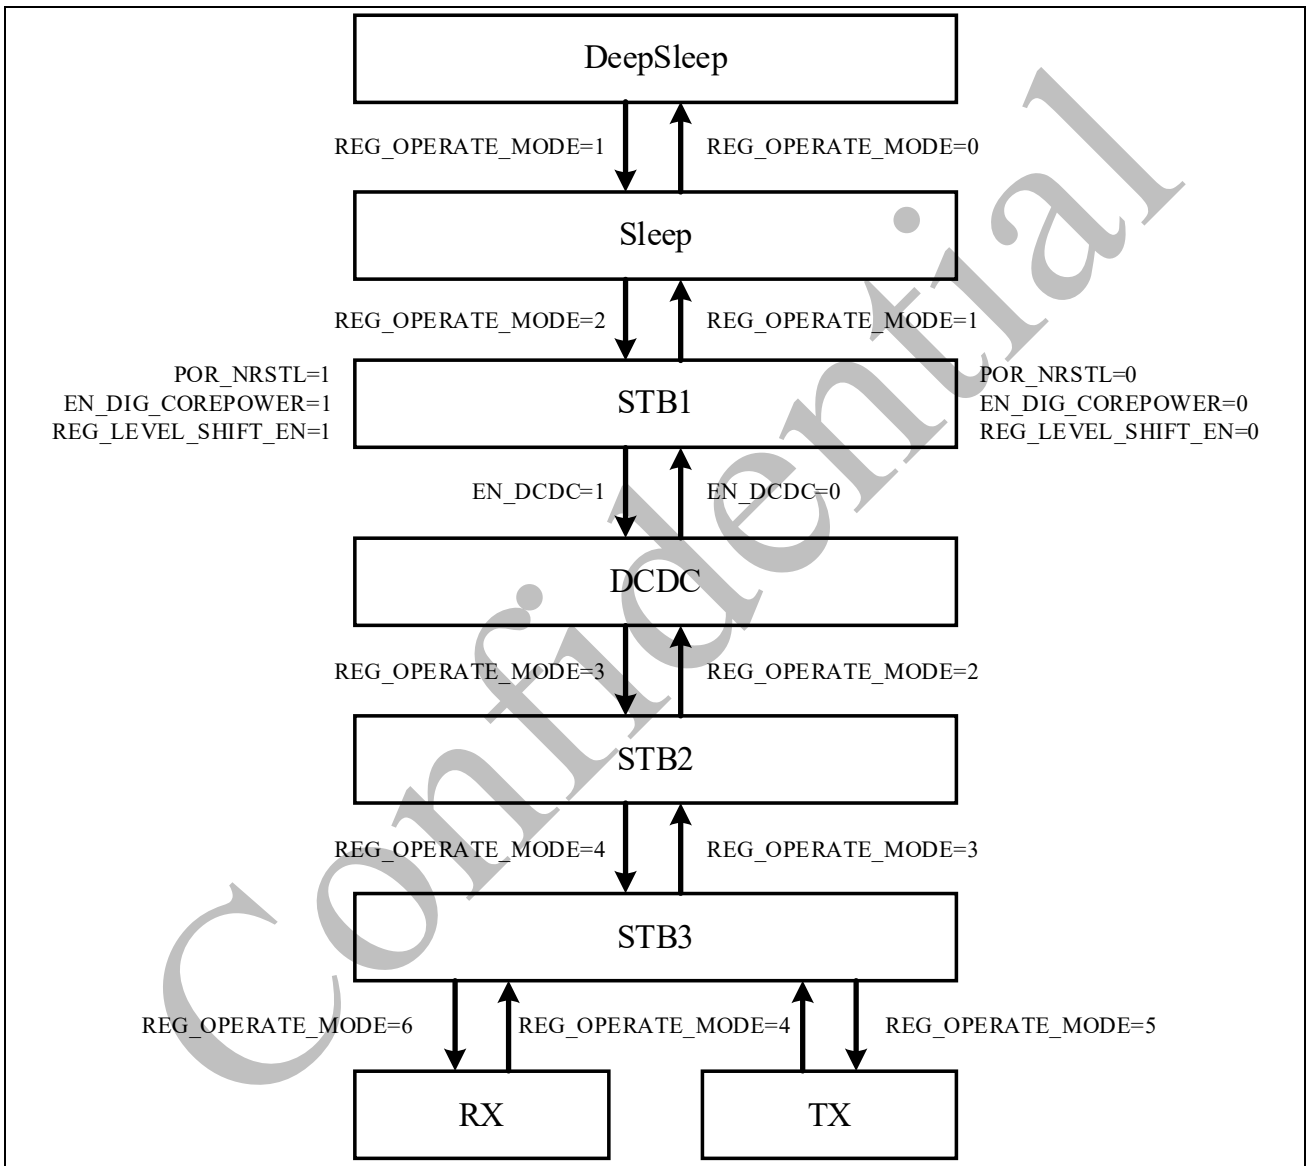 DeepSleep
REG_OPERATE_MODE=1
REG_OPERATE_MODE=0
Sleep
REG_OPERATE_MODE=2
REG_OPERATE_MODE=1
POR_NRSTL=1
EN_DIG_COREPOWER=1
REG_LEVEL_SHIFT_EN=1
STB1
POR_NRSTL=0
EN_DIG_COREPOWER=0
REG_LEVEL_SHIFT_EN=0
EN_DCDC=1
EN_DCDC=0
DCDC
REG_OPERATE_MODE=3
REG_OPERATE_MODE=2
STB2
REG_OPERATE_MODE=4
REG_OPERATE_MODE=3
STB3
REG_OPERATE_MODE=6
REG_OPERATE_MODE=4
REG_OPERATE_MODE=5
RX
TX
Confidential